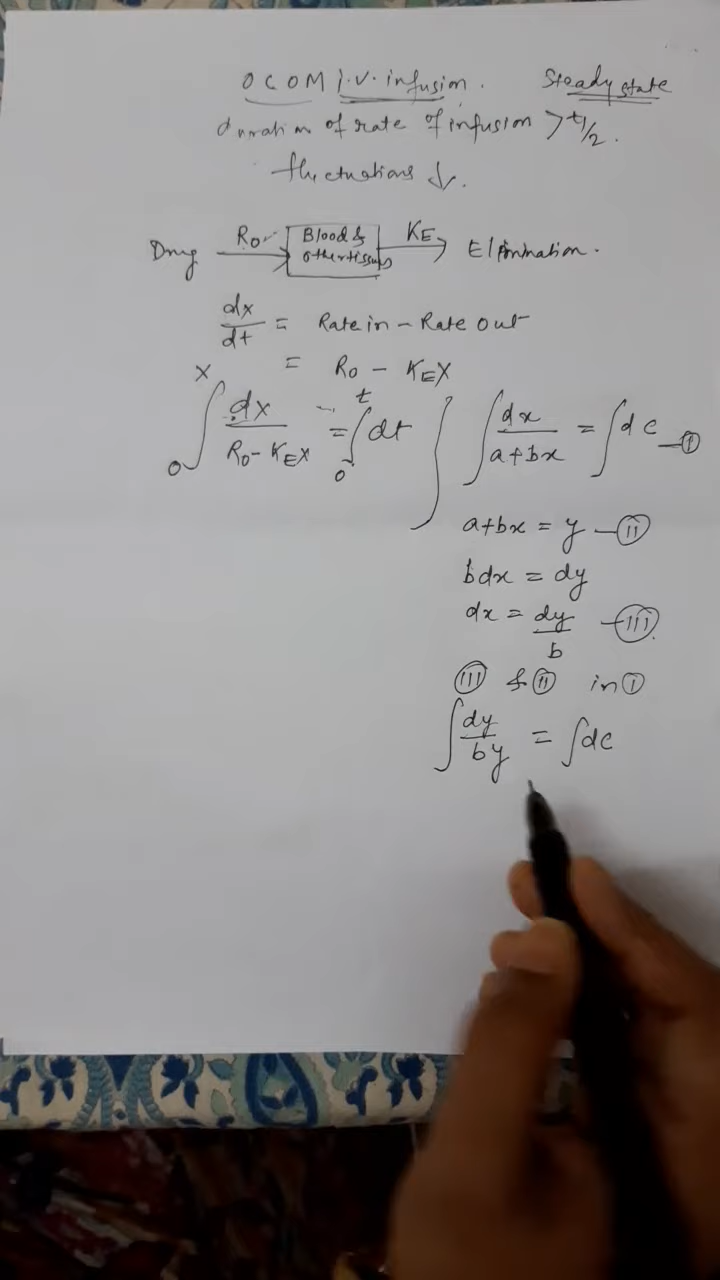 OCOM I.V. infusion. Steady state
duration of rate of infusion > t1/2.
fluctuations ↓.
Drug R0 → Blood & other tissues KE → Elimination.
dx/dt = Rate in - Rate out
= R0 - KEX
∫0^X dx/(R0 - KEX) = ∫0^t dt
∫ dx/(a+bx) = ∫dc - (I)
a+bx = y - (II)
bdx = dy
dx = dy/b - (III).
(III) & (II) in (I)
∫ dy/by = ∫dc